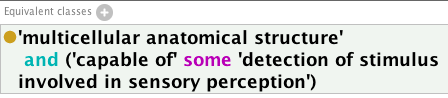 Equivalent classes
'multicellular anatomical structure'
and ('capable of' some 'detection of stimulus
involved in sensory perception')